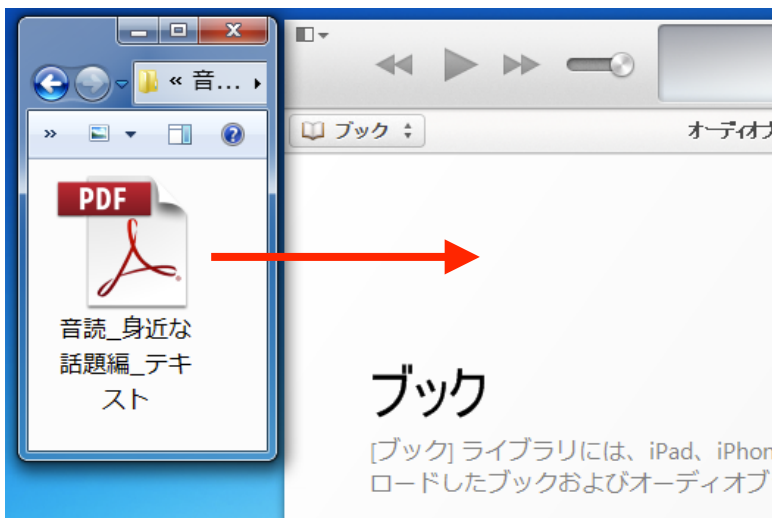 « 音...
»
PDF
音読_身近な
話題編_テキ
スト
ブック
オーディオブ
ブック
[ブック] ライブラリには、iPad、iPhon
ロードしたブックおよびオーディオブ